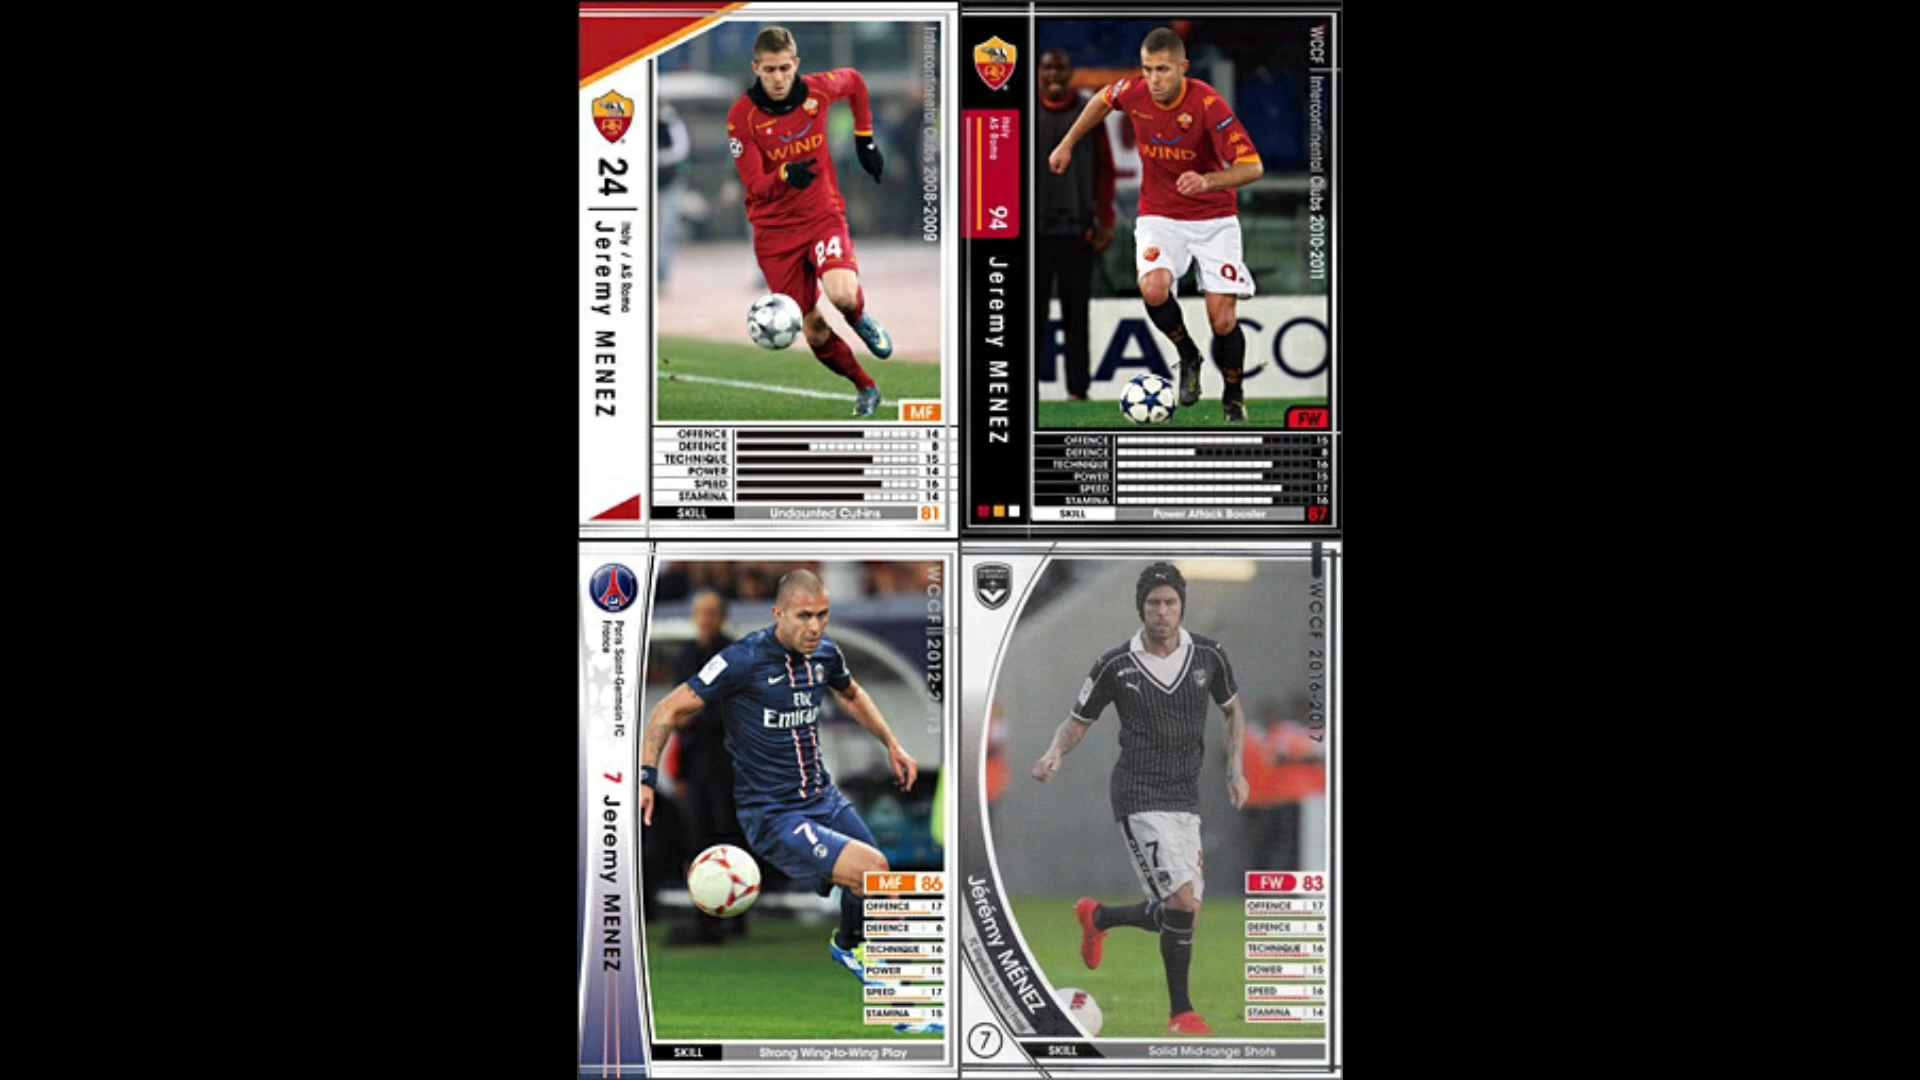 Intercontinental Clubs 2008-2009
24
Italy / AS Roma
Jeremy MENEZ
WIND
24
MF
OFFENCE 14
DEFENCE 8
TECHNIQUE 15
POWER 14
SPEED 16
STAMINA 14
SKILL Undaunted Cut-ins 81
WCCF Intercontinental Clubs 2010-2011
Italy
AS Roma
94
Jeremy MENEZ
WIND
9
RA CO
FW
OFFENCE 15
DEFENCE 8
TECHNIQUE 16
POWER 15
SPEED 17
STAMINA 16
SKILL Power Attack Booster 87
WCCF 2012-2013
Paris Saint-Germain FC
France
7 Jeremy MENEZ
Fly
Emirates
7
MF 86
OFFENCE 17
DEFENCE 6
TECHNIQUE 16
POWER 15
SPEED 17
STAMINA 15
SKILL Strong Wing-to-Wing Play
WCCF 2016-2017
Jérémy MÉNEZ
7
7
FW 83
OFFENCE 17
DEFENCE 5
TECHNIQUE 16
POWER 15
SPEED 16
STAMINA 14
SKILL Solid Mid-range Shots